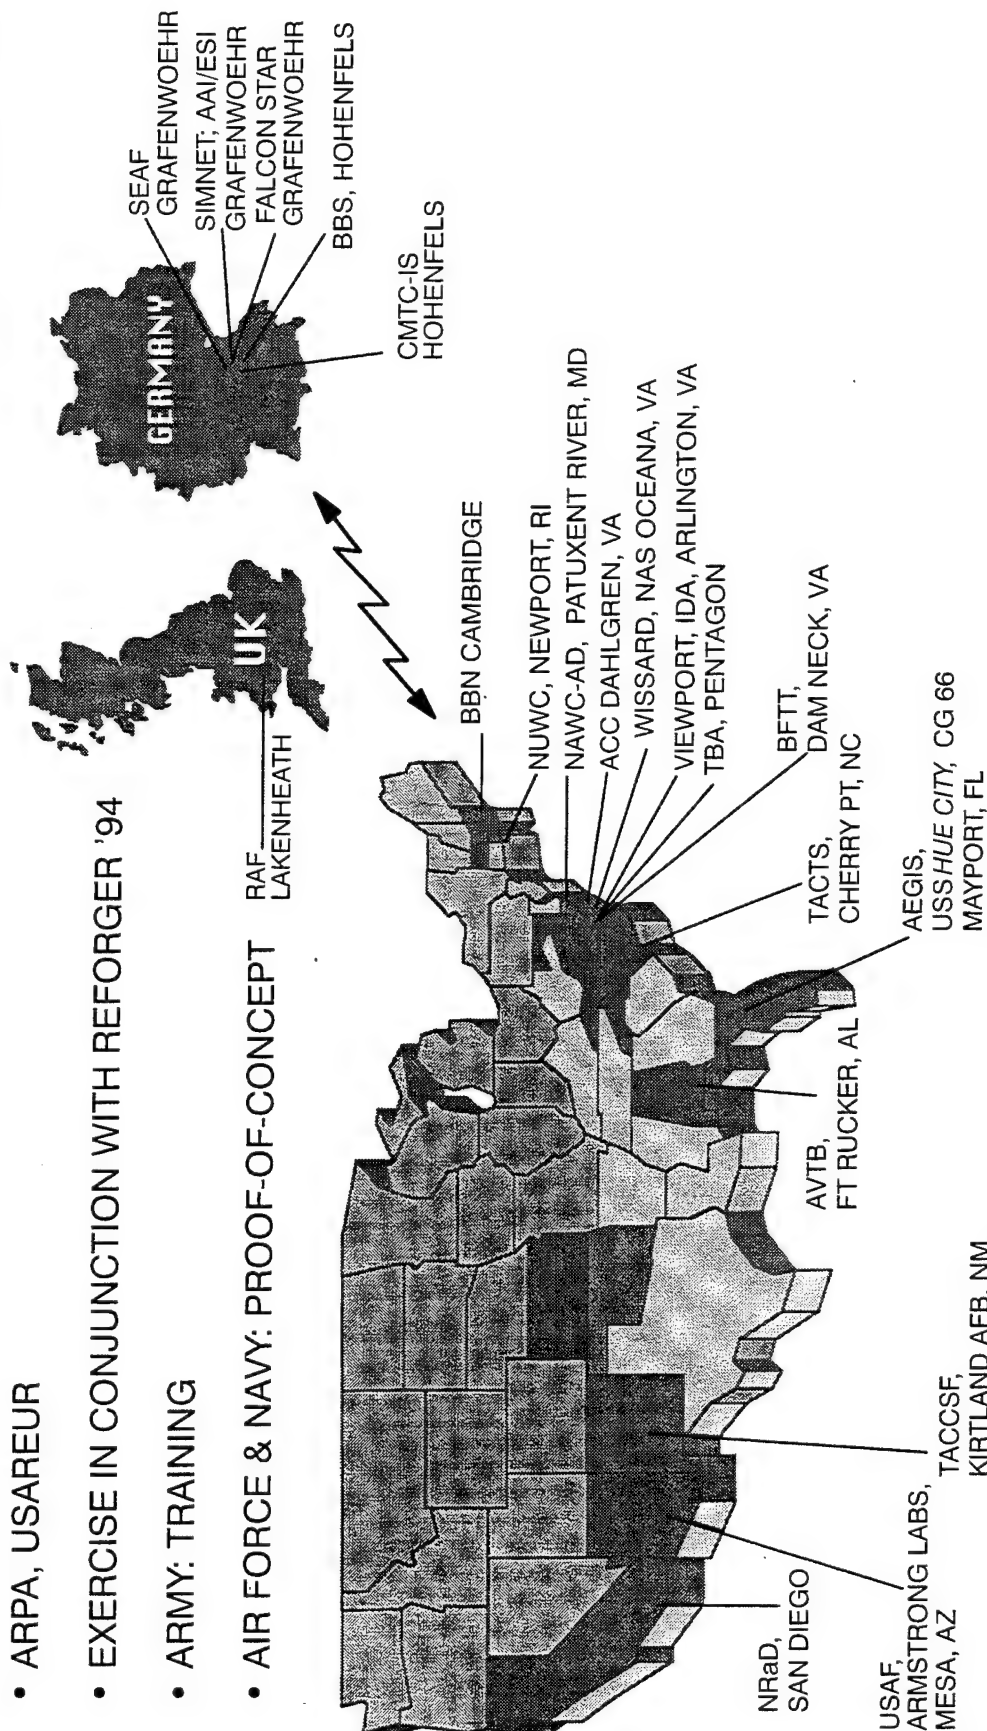 • ARPA, USAREUR
• EXERCISE IN CONJUNCTION WITH REFORGER '94
• ARMY: TRAINING
• AIR FORCE & NAVY: PROOF-OF-CONCEPT
RAF
LAKENHEATH
UK
GERMANY
SEAF
GRAFENWOEHR
SIMNET; AAI/ESI
GRAFENWOEHR
FALCON STAR
GRAFENWOEHR
BBS, HOHENFELS
CMTC-IS
HOHENFELS
BBN CAMBRIDGE
NUWC, NEWPORT, RI
NAWC-AD, PATUXENT RIVER, MD
ACC DAHLGREN, VA
WISSARD, NAS OCEANA, VA
VIEWPORT, IDA, ARLINGTON, VA
TBA, PENTAGON
BFTT,
DAM NECK, VA
TACTS,
CHERRY PT, NC
AEGIS,
USS HUE CITY, CG 66
MAYPORT, FL
AVTB,
FT RUCKER, AL
TACCSF,
KIRTLAND AFB, NM
USAF,
ARMSTRONG LABS,
MESA, AZ
NRaD,
SAN DIEGO